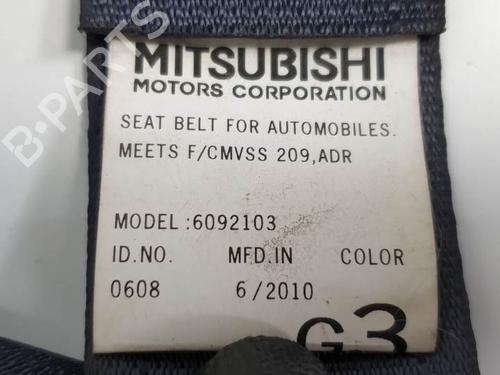 MITSUBISHI
MOTORS CORPORATION
SEAT BELT FOR AUTOMOBILES.
MEETS F/CMVSS 209,ADR
MODEL:6092103
ID.NO. MFD.IN COLOR
0608 6/2010
G3
B-PARTS